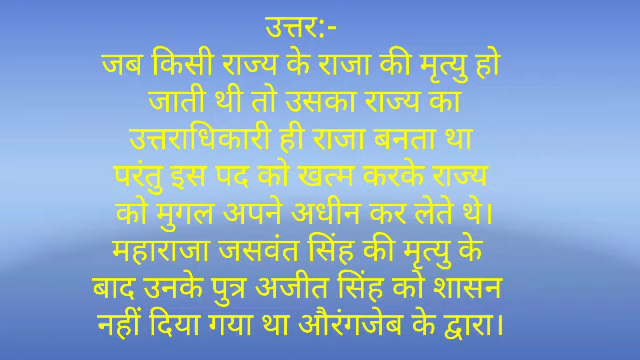 उत्तर:-
जब किसी राज्य के राजा की मृत्यु हो
जाती थी तो उसका राज्य का
उत्तराधिकारी ही राजा बनता था
परंतु इस पद को खत्म करके राज्य
को मुगल अपने अधीन कर लेते थे।
महाराजा जसवंत सिंह की मृत्यु के
बाद उनके पुत्र अजीत सिंह को शासन
नहीं दिया गया था औरंगजेब के द्वारा।